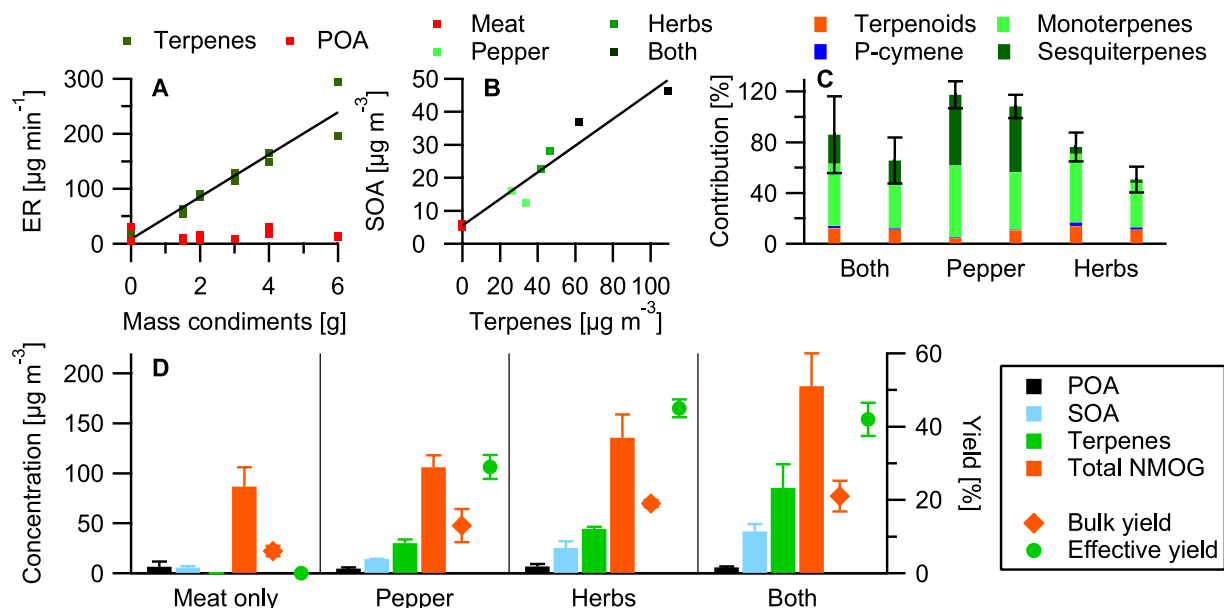 Terpenes POA
Meat Herbs
Pepper Both
Terpenoids Monoterpenes
P-cymene Sesquiterpenes
A
ER [µg min⁻¹]
300
200
100
0
0 2 4 6
Mass condiments [g]
B
SOA [µg m⁻³]
50
40
30
20
10
0
0 20 40 60 80 100
Terpenes [µg m⁻³]
C
Contribution [%]
120
80
40
0
Both Pepper Herbs
D
Concentration [µg m⁻³]
200
150
100
50
0
60
40
20
0
Yield [%]
Meat only Pepper Herbs Both
POA
SOA
Terpenes
Total NMOG
Bulk yield
Effective yield